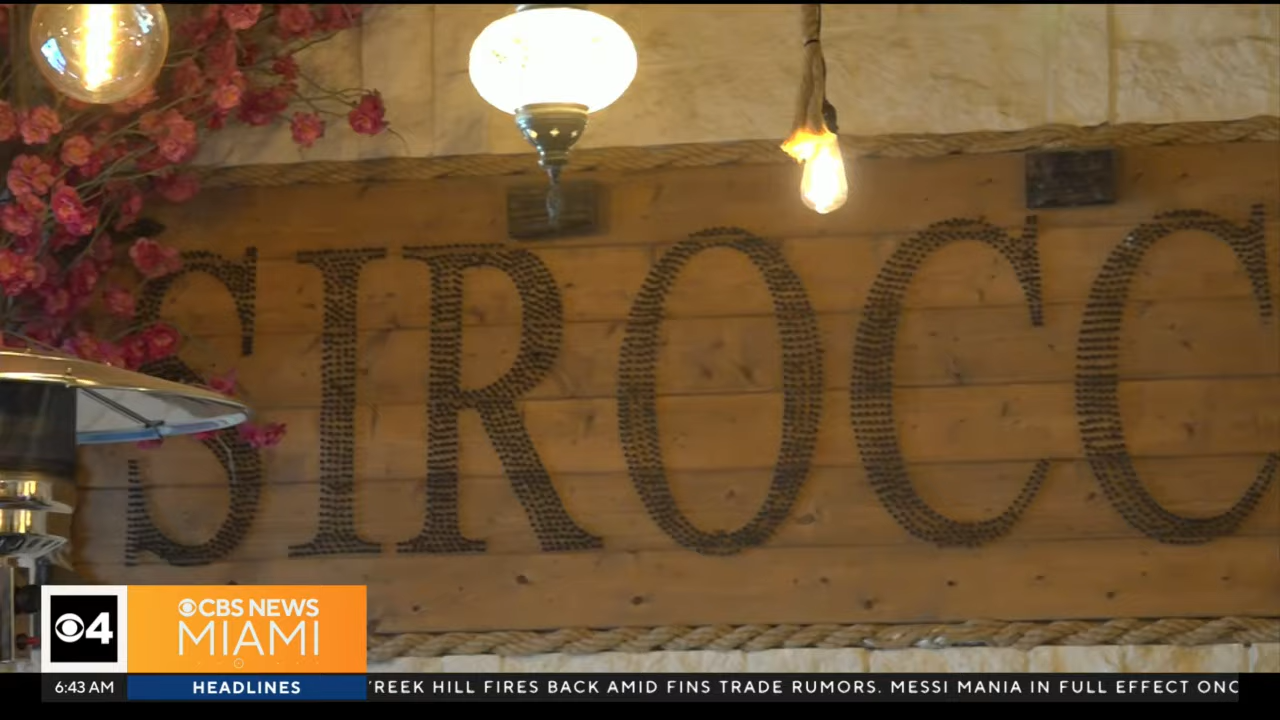 SIROCC
4
CBS NEWS
MIAMI
6:43 AM
HEADLINES
'REEK HILL FIRES BACK AMID FINS TRADE RUMORS. MESSI MANIA IN FULL EFFECT ONC